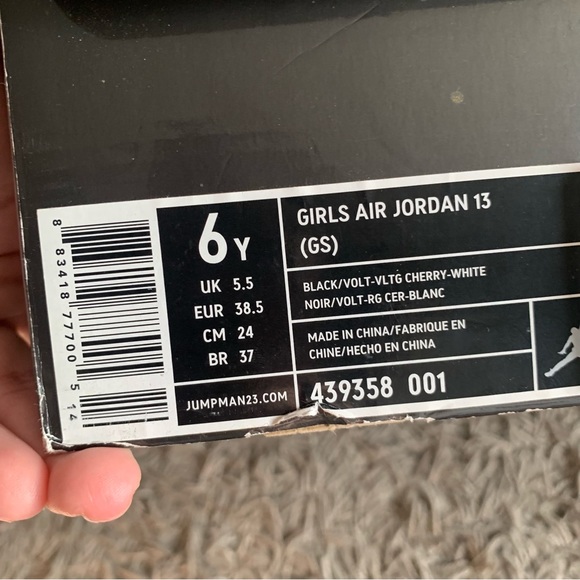 8 83418 77700 5 14
6Y
UK 5.5
EUR 38.5
CM 24
BR 37
JUMPMAN23.COM
GIRLS AIR JORDAN 13
(GS)
BLACK/VOLT-VLTG CHERRY-WHITE
NOIR/VOLT-RG CER-BLANC
MADE IN CHINA/FABRIQUE EN
CHINE/HECHO EN CHINA
439358 001